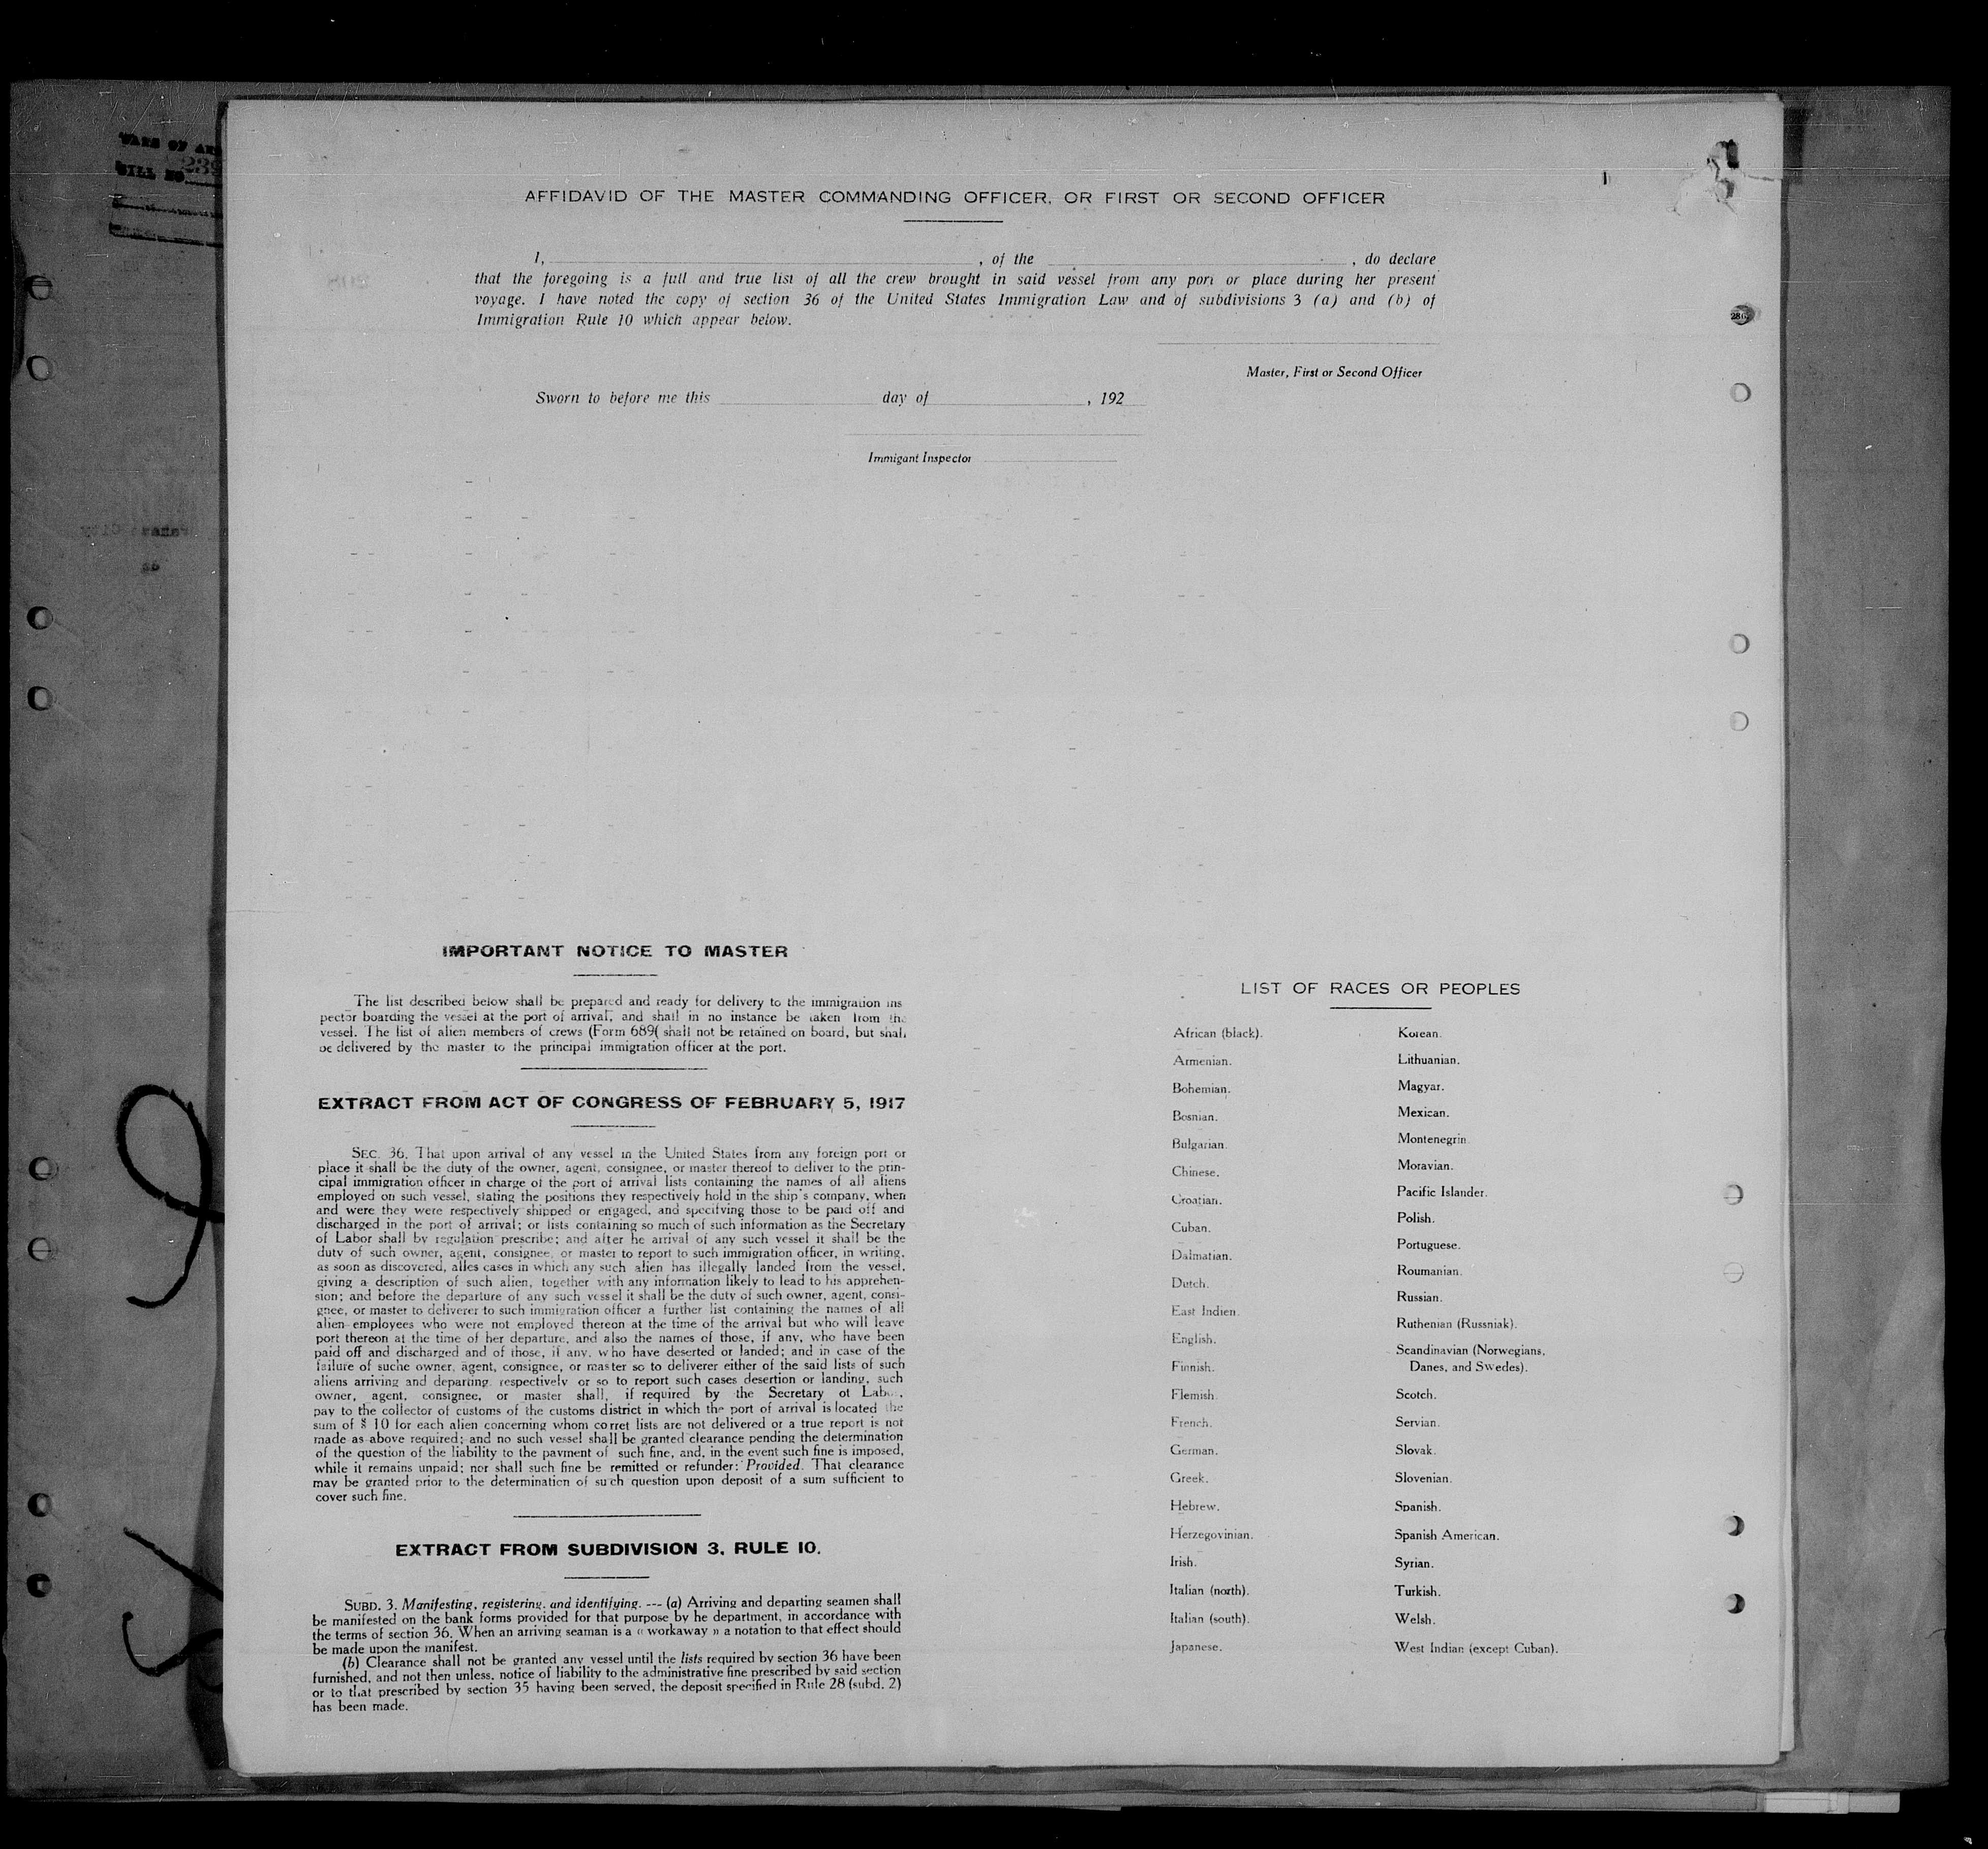 AFFIDAVID OF THE MASTER COMMANDING OFFICER, OR FIRST OR SECOND OFFICER
I, , of the , do declare
that the foregoing is a full and true list of all the crew brought in said vessel from any port or place during her present
voyage. I have noted the copy of section 36 of the United States Immigration Law and of subdivisions 3 (a) and (b) of
Immigration Rule 10 which appear below.
Master, First or Second Officer
Sworn to before me this day of , 192
Immigant Inspector
IMPORTANT NOTICE TO MASTER
The list described below shall be prepared and ready for delivery to the immigration ins
pector boarding the vessel at the port of arrival, and shall in no instance be taken from the
vessel. The list of alien members of crews (Form 689( shall not be retained on board, but shall
be delivered by the master to the principal immigration officer at the port.
EXTRACT FROM ACT OF CONGRESS OF FEBRUARY 5, 1917
SEC. 36. That upon arrival of any vessel in the United States from any foreign port or
place it shall be the duty of the owner, agent, consignee, or master thereof to deliver to the prin-
cipal immigration officer in charge of the port of arrival lists containing the names of all aliens
employed on such vessel, stating the positions they respectively hold in the ship's company, when
and were they were respectively shipped or engaged, and specifving those to be paid off and
discharged in the port of arrival; or lists containing so much of such information as the Secretary
of Labor shall by regulation prescribe; and after he arrival of any such vessel it shall be the
duty of such owner, agent, consignee, or master to report to such immigration officer, in writing,
as soon as discovered, alles cases in which any such alien has illegally landed from the vessel,
giving a description of such alien, together with any information likely to lead to his apprehen-
sion; and before the departure of any such vessel it shall be the duty of such owner, agent, consi-
gnee, or master to deliverer to such immigration officer a further list containing the names of all
alien employees who were not employed thereon at the time of the arrival but who will leave
port thereon at the time of her departure, and also the names of those, if any, who have been
paid off and discharged and of those, if any, who have deserted or landed; and in case of the
failure of suche owner, agent, consignee, or master so to deliverer either of the said lists of such
aliens arriving and departing, respectively or so to report such cases desertion or landing, such
owner, agent, consignee, or master shall, if required by the Secretary ot Labor,
pay to the collector of customs of the customs district in which the port of arrival is located the
sum of $ 10 for each alien concerning whom corret lists are not delivered or a true report is not
made as above required; and no such vessel shall be granted clearance pending the determination
of the question of the liability to the payment of such fine, and, in the event such fine is imposed,
while it remains unpaid; nor shall such fine be remitted or refunder: Provided. That clearance
may be granted prior to the determination of such question upon deposit of a sum sufficient to
cover such fine.
EXTRACT FROM SUBDIVISION 3, RULE 10.
SUBD. 3. Manifesting, registering, and identifying. --- (a) Arriving and departing seamen shall
be manifested on the bank forms provided for that purpose by he department, in accordance with
the terms of section 36. When an arriving seaman is a « workaway » a notation to that effect should
be made upon the manifest.
(b) Clearance shall not be granted any vessel until the lists required by section 36 have been
furnished, and not then unless, notice of liability to the administrative fine prescribed by said section
or to that prescribed by section 35 having been served, the deposit specified in Rule 28 (subd. 2)
has been made.
LIST OF RACES OR PEOPLES
African (black).
Armenian.
Bohemian.
Bosnian.
Bulgarian.
Chinese.
Croatian.
Cuban.
Dalmatian.
Dutch.
East Indien.
English.
Finnish.
Flemish.
French.
German.
Greek.
Hebrew.
Herzegovinian.
Irish.
Italian (north).
Italian (south).
Japanese.
Korean.
Lithuanian.
Magyar.
Mexican.
Montenegrin.
Moravian.
Pacific Islander.
Polish.
Portuguese.
Roumanian.
Russian.
Ruthenian (Russniak).
Scandinavian (Norwegians,
Danes, and Swedes).
Scotch.
Servian.
Slovak.
Slovenian.
Spanish.
Spanish American.
Syrian.
Turkish.
Welsh.
West Indian (except Cuban).